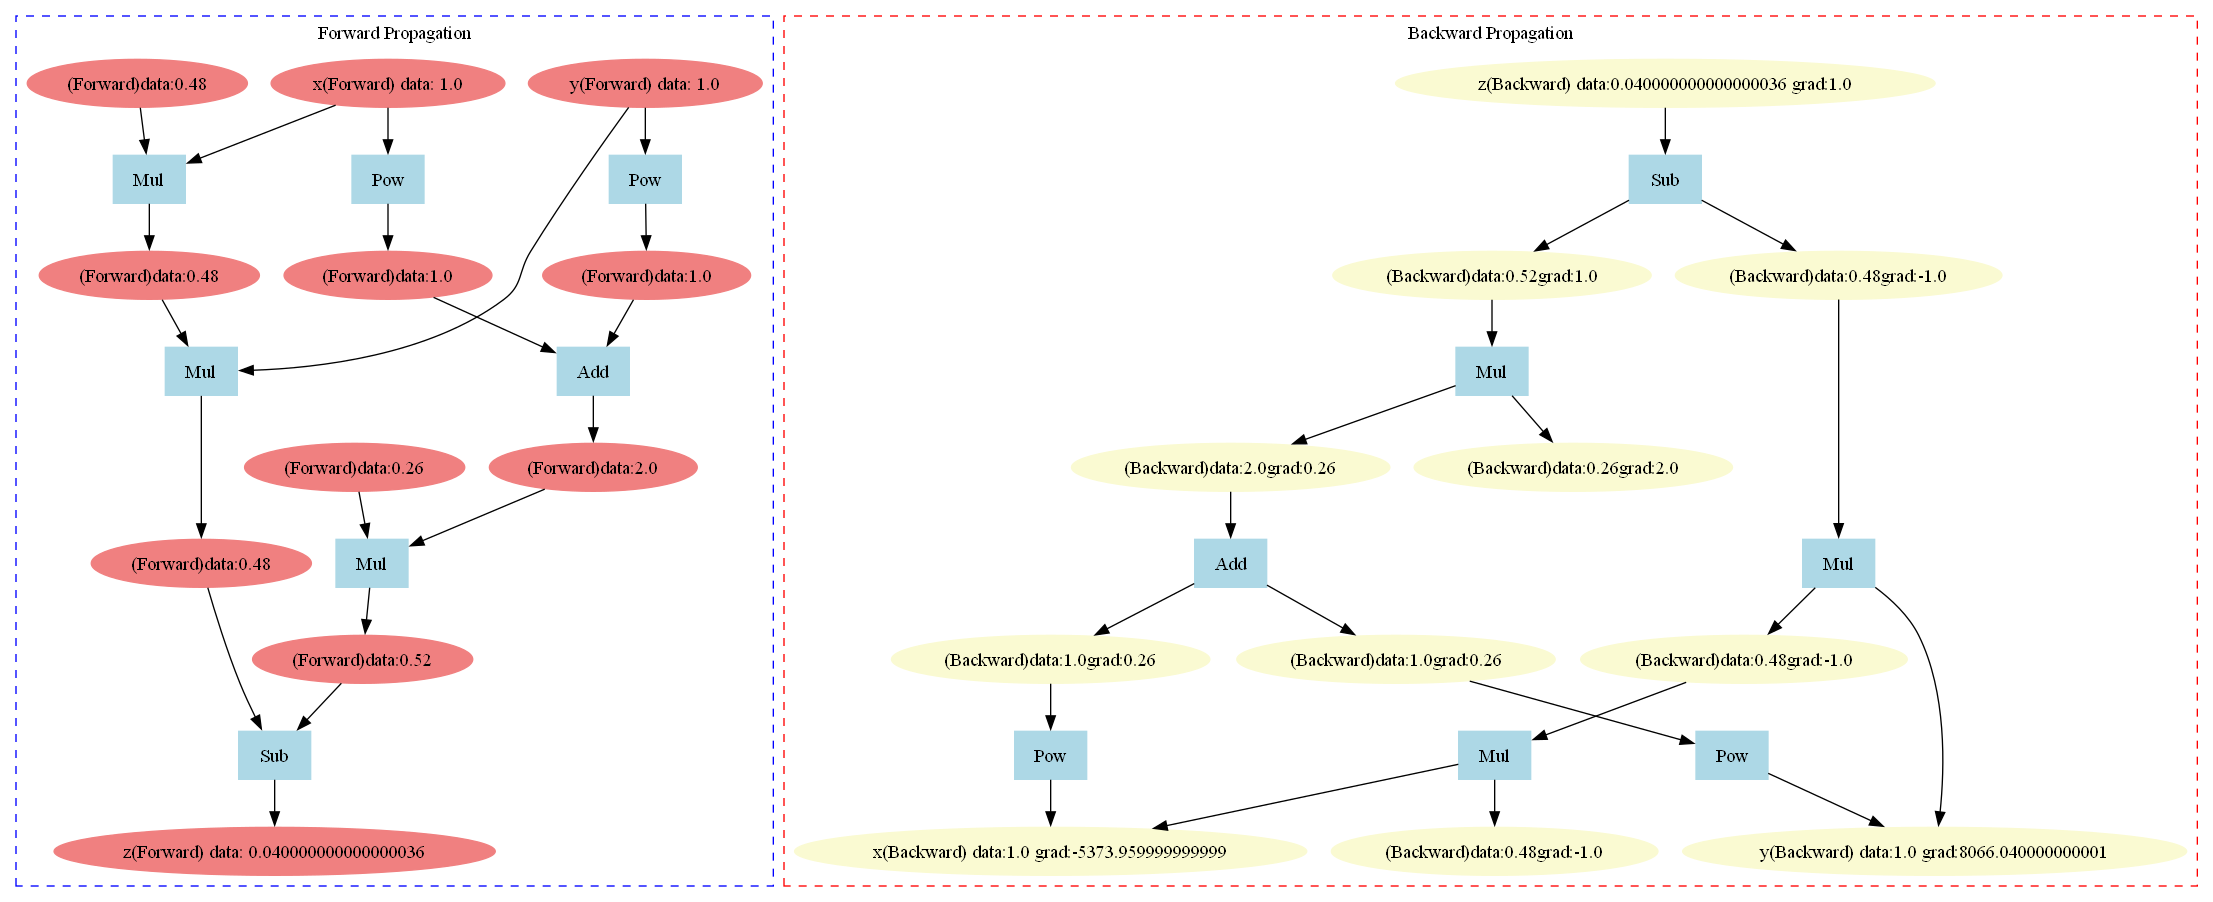 Forward Propagation
(Forward)data:0.48
x(Forward) data: 1.0
y(Forward) data: 1.0
Mul
Pow
Pow
(Forward)data:0.48
(Forward)data:1.0
(Forward)data:1.0
Mul
Add
(Forward)data:0.26
(Forward)data:2.0
(Forward)data:0.48
Mul
(Forward)data:0.52
Sub
z(Forward) data: 0.040000000000000036
Backward Propagation
z(Backward) data:0.040000000000000036 grad:1.0
Sub
(Backward)data:0.52grad:1.0
(Backward)data:0.48grad:-1.0
Mul
(Backward)data:2.0grad:0.26
(Backward)data:0.26grad:2.0
Add
Mul
(Backward)data:1.0grad:0.26
(Backward)data:1.0grad:0.26
(Backward)data:0.48grad:-1.0
Pow
Mul
Pow
x(Backward) data:1.0 grad:-5373.959999999999
(Backward)data:0.48grad:-1.0
y(Backward) data:1.0 grad:8066.040000000001